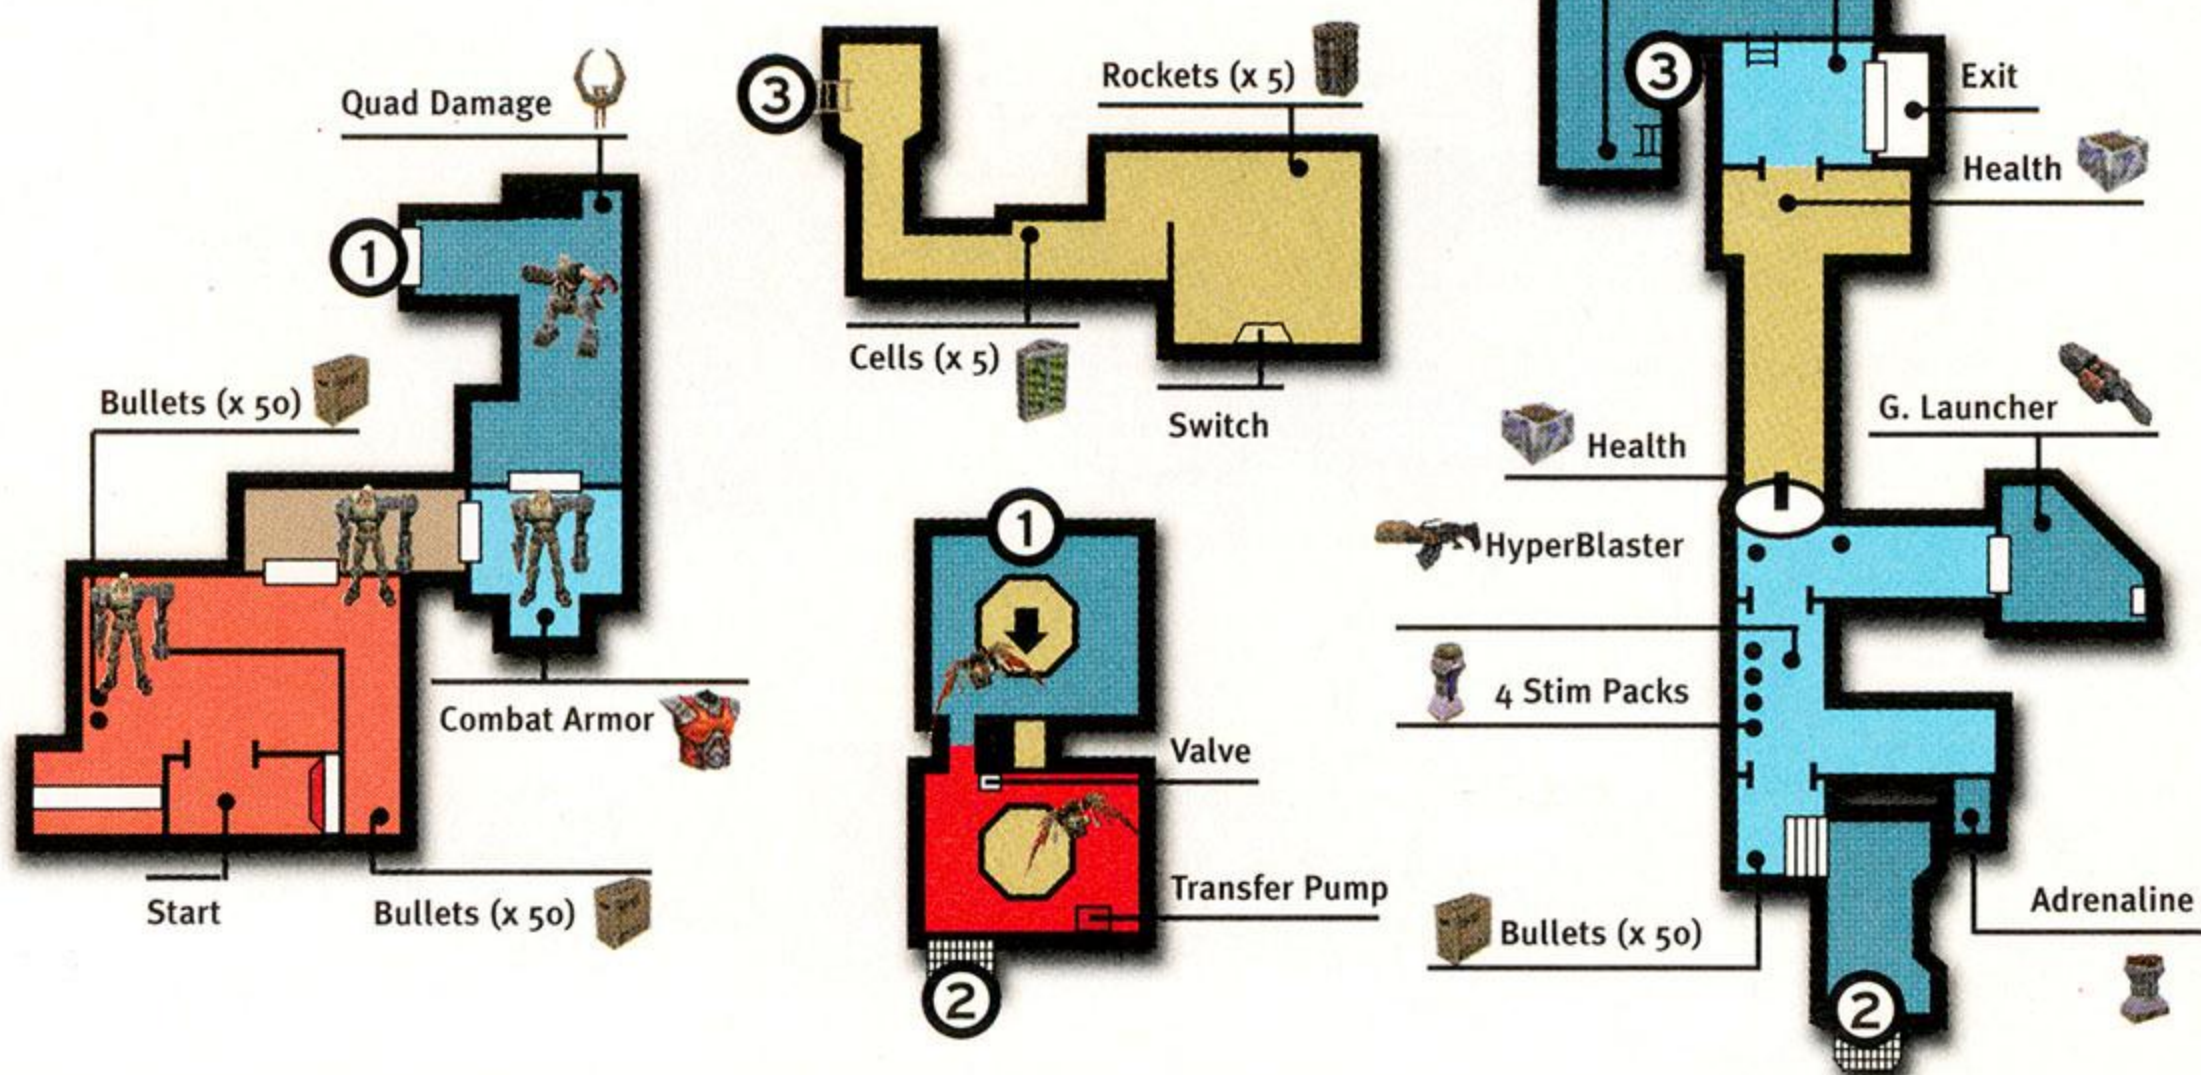 Quad Damage
1
Bullets (x 50)
Combat Armor
Start
Bullets (x 50)
3
Rockets (x 5)
Cells (x 5)
Switch
1
Valve
Transfer Pump
2
3
Exit
Health
G. Launcher
Health
HyperBlaster
4 Stim Packs
Bullets (x 50)
Adrenaline
2